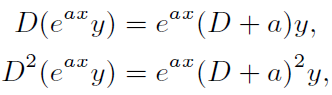 D(e^{ax}y) = e^{ax}(D + a)y,
D^2(e^{ax}y) = e^{ax}(D + a)^2y,